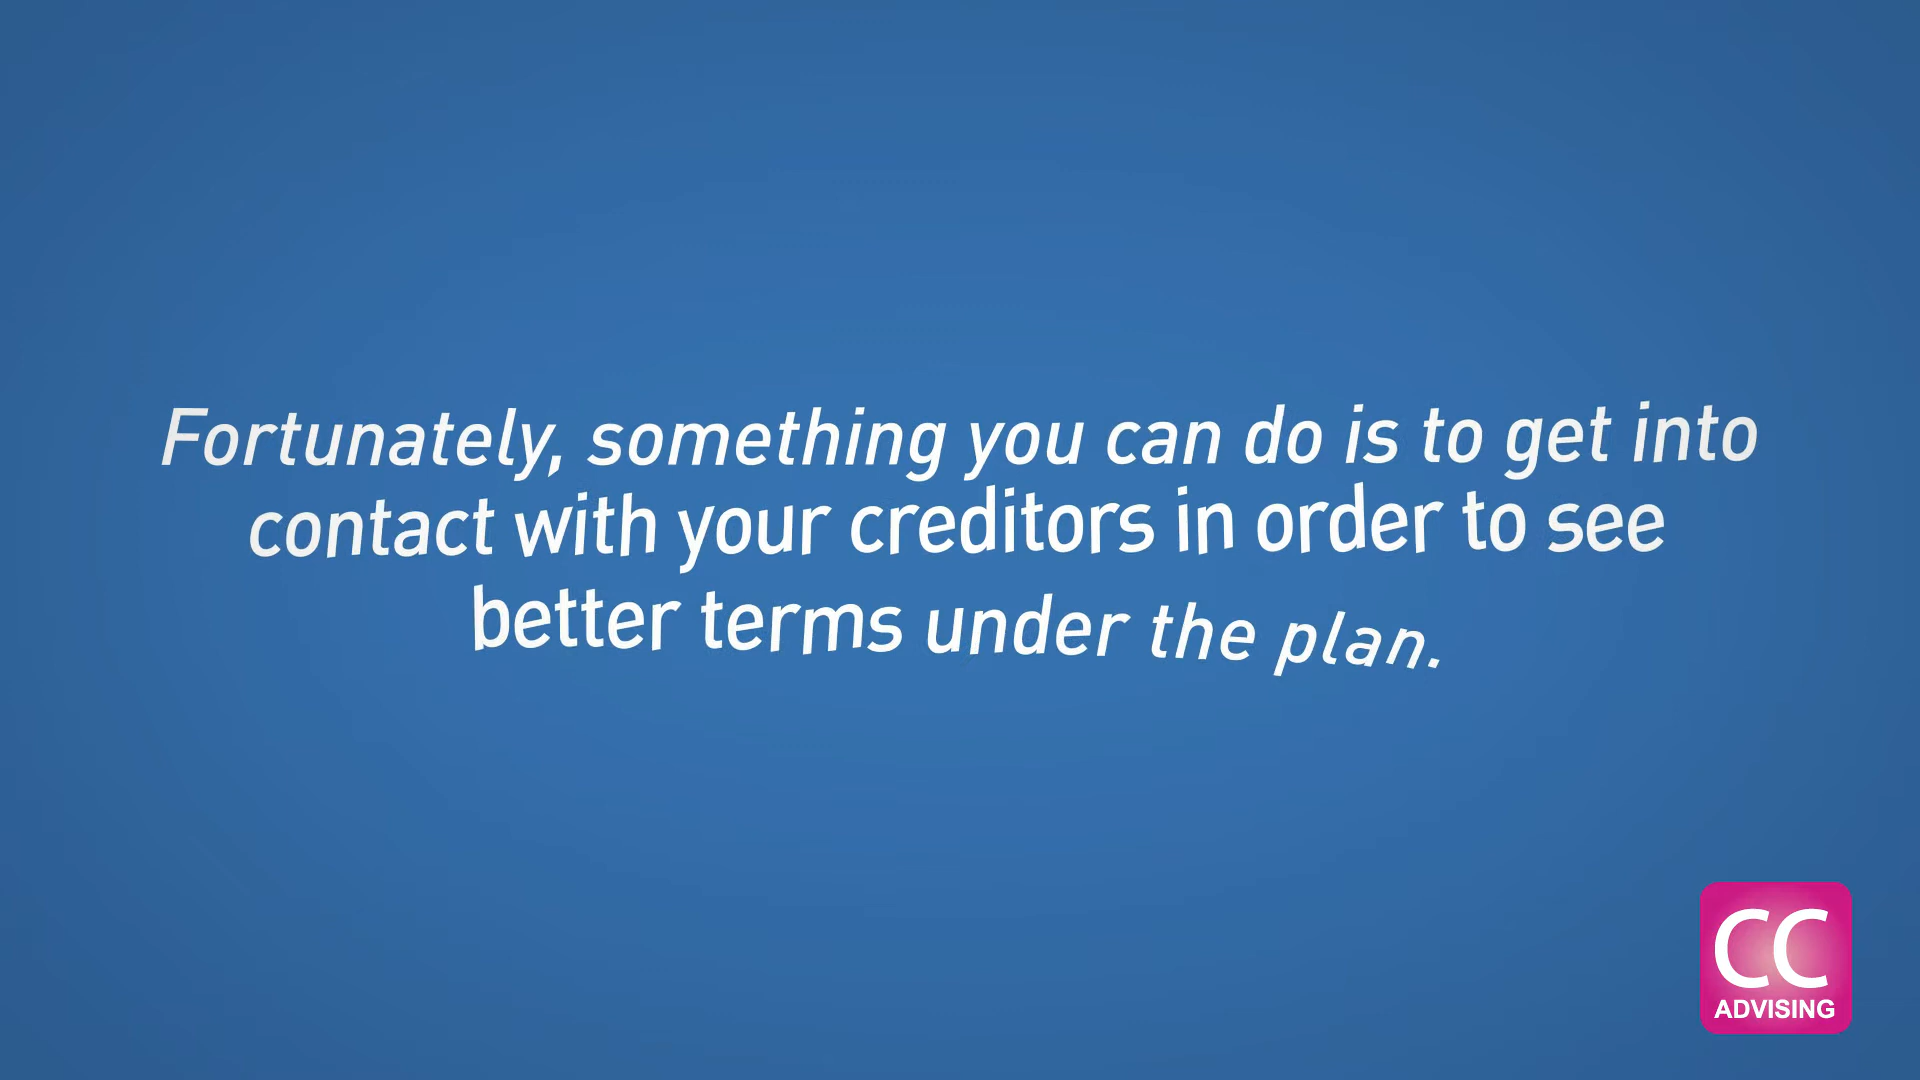 Fortunately, something you can do is to get into
contact with your creditors in order to see
better terms under the plan.
CC
ADVISING